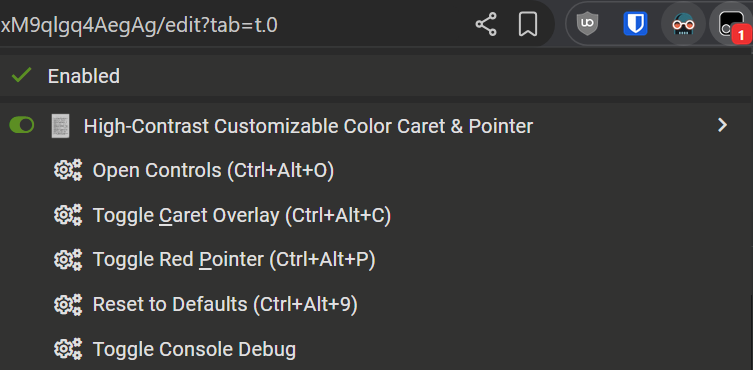 xM9qlgq4AegAg/edit?tab=t.0
1
Enabled
High-Contrast Customizable Color Caret & Pointer
Open Controls (Ctrl+Alt+O)
Toggle Caret Overlay (Ctrl+Alt+C)
Toggle Red Pointer (Ctrl+Alt+P)
Reset to Defaults (Ctrl+Alt+9)
Toggle Console Debug